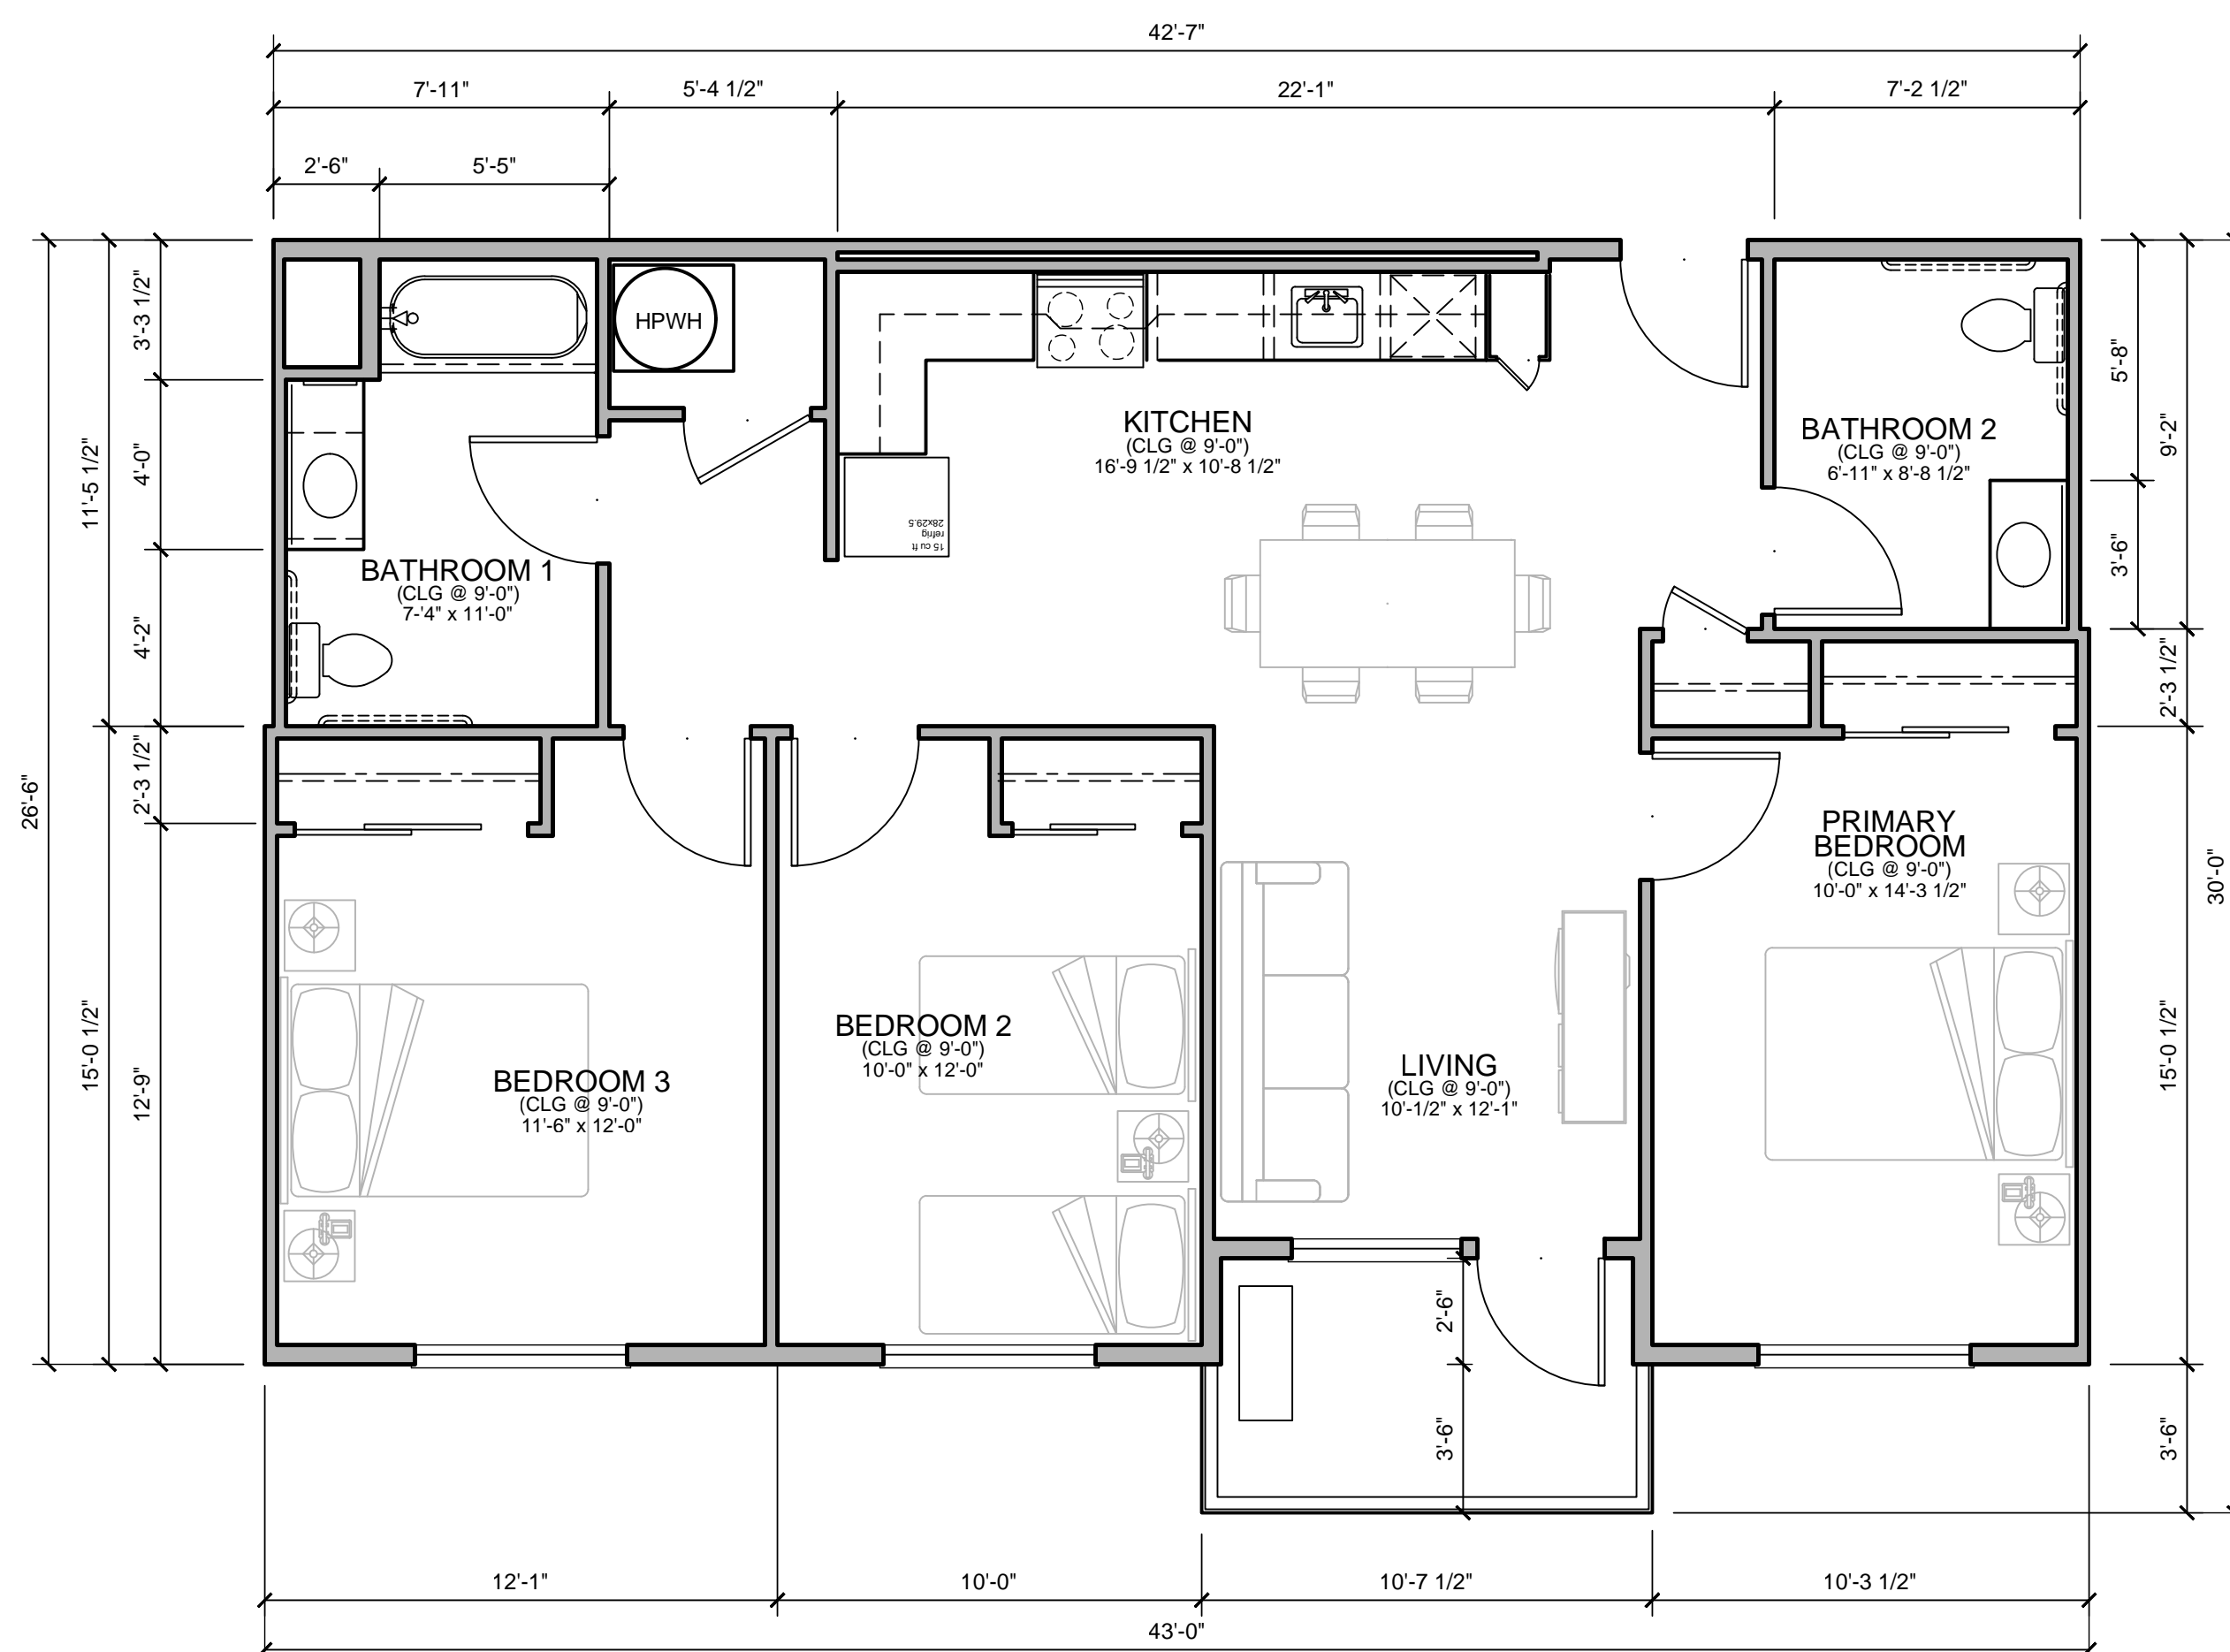 42'-7"
7'-11"
5'-4 1/2"
22'-1"
7'-2 1/2"
2'-6"
5'-5"
26'-6"
11'-5 1/2"
15'-0 1/2"
3'-3 1/2"
4'-0"
4'-2"
2'-3 1/2"
12'-9"
HPWH
KITCHEN
(CLG @ 9'-0")
16'-9 1/2" x 10'-8 1/2"
15 cu ft
refrig
28x29.5
BATHROOM 2
(CLG @ 9'-0")
6'-11" x 8'-8 1/2"
BATHROOM 1
(CLG @ 9'-0")
7-'4" x 11'-0"
PRIMARY
BEDROOM
(CLG @ 9'-0")
10'-0" x 14'-3 1/2"
BEDROOM 2
(CLG @ 9'-0")
10'-0" x 12'-0"
BEDROOM 3
(CLG @ 9'-0")
11'-6" x 12'-0"
LIVING
(CLG @ 9'-0")
10'-1/2" x 12'-1"
2'-6"
3'-6"
5'-8"
3'-6"
9'-2"
2'-3 1/2"
15'-0 1/2"
3'-6"
30'-0"
12'-1"
10'-0"
10'-7 1/2"
10'-3 1/2"
43'-0"